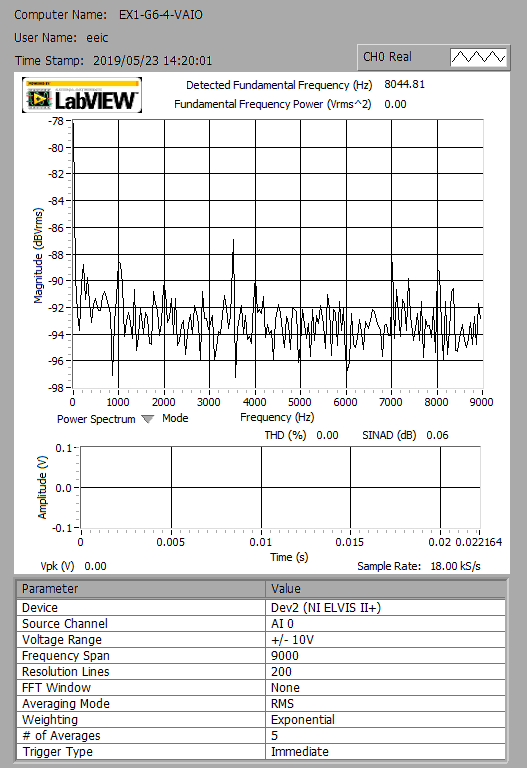 Computer Name: EX1-G6-4-VAIO
User Name: eeic
Time Stamp: 2019/05/23 14:20:01
CH0 Real
LabVIEW™
Detected Fundamental Frequency (Hz) 8044.81
Fundamental Frequency Power (Vrms^2) 0.00
Magnitude (dBVrms)
-78
-80
-82
-84
-86
-88
-90
-92
-94
-96
-98
0 1000 2000 3000 4000 5000 6000 7000 8000 9000
Power Spectrum Mode Frequency (Hz)
THD (%) 0.00 SINAD (dB) 0.06
Amplitude (V)
0.1
0.0
-0.1
0 0.005 0.01 0.015 0.02 0.022164
Time (s)
Vpk (V) 0.00 Sample Rate: 18.00 kS/s
Parameter Value
Device Dev2 (NI ELVIS II+)
Source Channel AI 0
Voltage Range +/- 10V
Frequency Span 9000
Resolution Lines 200
FFT Window None
Averaging Mode RMS
Weighting Exponential
# of Averages 5
Trigger Type Immediate